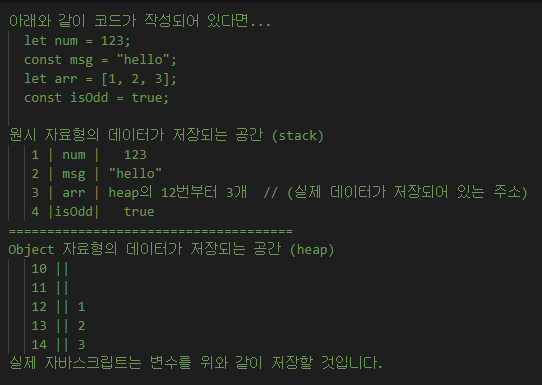 아래와 같이 코드가 작성되어 있다면...
let num = 123;
const msg = "hello";
let arr = [1, 2, 3];
const isOdd = true;
원시 자료형의 데이터가 저장되는 공간 (stack)
1 | num |   123
2 | msg | "hello"
3 | arr | heap의 12번부터 3개  // (실제 데이터가 저장되어 있는 주소)
4 |isOdd|   true
=====================================
Object 자료형의 데이터가 저장되는 공간 (heap)
10 ||
11 ||
12 || 1
13 || 2
14 || 3
실제 자바스크립트는 변수를 위와 같이 저장할 것입니다.